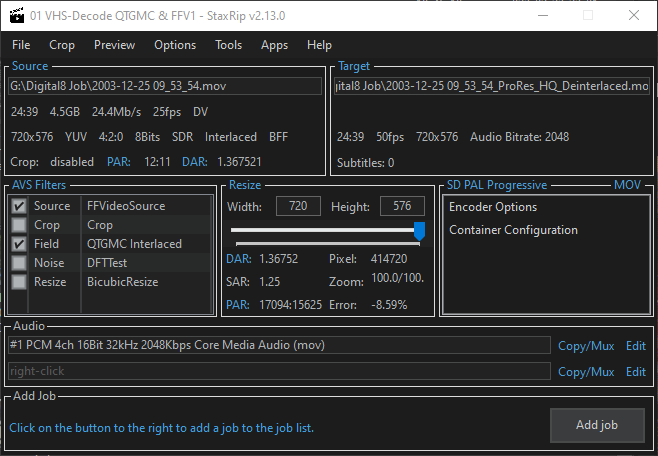 01 VHS-Decode QTGMC & FFV1 - StaxRip v2.13.0
File Crop Preview Options Tools Apps Help
Source
G:\Digital8 Job\2003-12-25 09_53_54.mov
24:39 4.5GB 24.4Mb/s 25fps DV
720x576 YUV 4:2:0 8Bits SDR Interlaced BFF
Crop: disabled PAR: 12:11 DAR: 1.367521
Target
jital8 Job\2003-12-25 09_53_54_ProRes_HQ_Deinterlaced.mo
24:39 50fps 720x576 Audio Bitrate: 2048
Subtitles: 0
AVS Filters
Source FFVideoSource
Crop Crop
Field QTGMC Interlaced
Noise DFTTest
Resize BicubicResize
Resize
Width: 720 Height: 576
DAR: 1.36752 Pixel: 414720
SAR: 1.25 Zoom: 100.0/100.
PAR: 17094:15625 Error: -8.59%
SD PAL Progressive MOV
Encoder Options
Container Configuration
Audio
#1 PCM 4ch 16Bit 32kHz 2048Kbps Core Media Audio (mov) Copy/Mux Edit
right-click Copy/Mux Edit
Add Job
Click on the button to the right to add a job to the job list. Add job